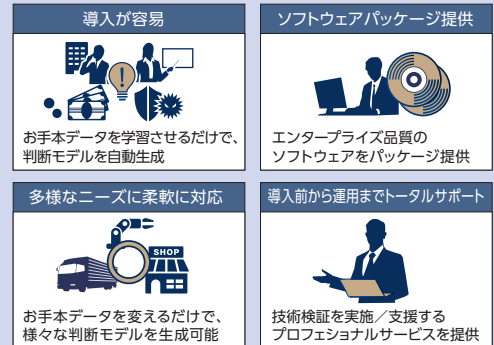 導入が容易
お手本データを学習させるだけで、
判断モデルを自動生成
ソフトウェアパッケージ提供
エンタープライズ品質の
ソフトウェアをパッケージ提供
多様なニーズに柔軟に対応
SHOP
お手本データを変えるだけで、
様々な判断モデルを生成可能
導入前から運用までトータルサポート
技術検証を実施／支援する
プロフェショナルサービスを提供